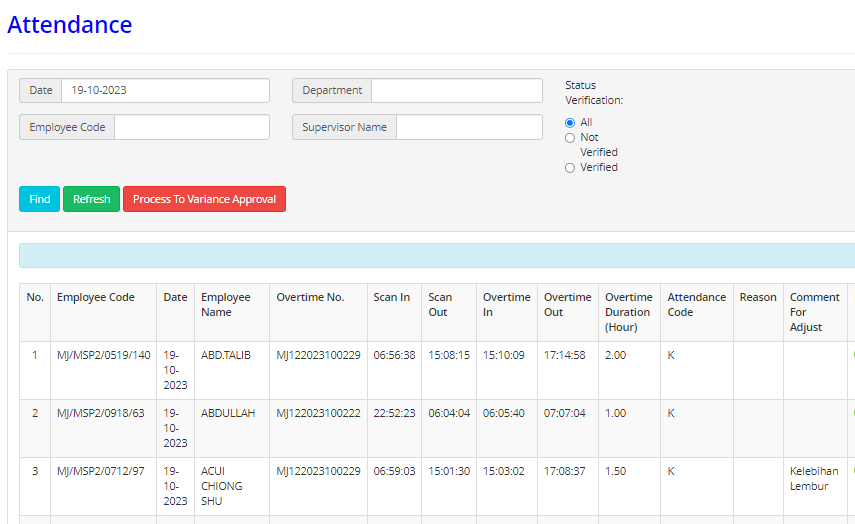 Attendance
Date 19-10-2023 Department Status
Verification:
Employee Code Supervisor Name
All
Not
Verified
Verified
Find Refresh Process To Variance Approval
No. Employee Code Date Employee Name Overtime No. Scan In Scan Out Overtime In Overtime Out Overtime Duration (Hour) Attendance Code Reason Comment For Adjust
1 MJ/MSP2/0519/140 19-10-2023 ABD.TALIB MJ122023100229 06:56:38 15:08:15 15:10:09 17:14:58 2.00 K
2 MJ/MSP2/0918/63 19-10-2023 ABDULLAH MJ122023100222 22:52:23 06:04:04 06:05:40 07:07:04 1.00 K
3 MJ/MSP2/0712/97 19-10-2023 ACUI CHIONG SHU MJ122023100229 06:59:03 15:01:30 15:03:02 17:08:37 1.50 K Kelebihan Lembur